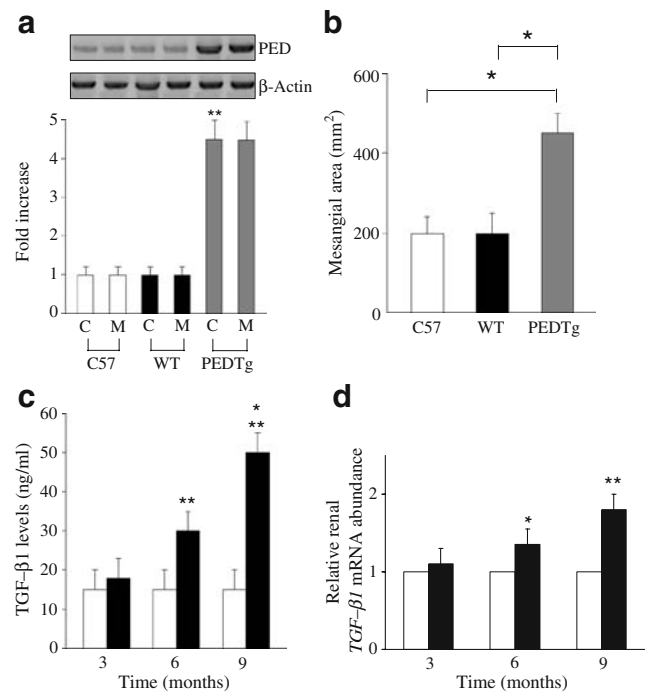 a
PED
β-Actin
Fold increase
5
4
1
0
**
C M C M C M
C57 WT PEDTg
b
Mesangial area (mm²)
600
400
200
0
*
*
C57 WT PEDTg
c
TGF–β1 levels (ng/ml)
60
50
40
30
20
10
0
**
*
**
3 6 9
Time (months)
d
Relative renal
TGF–β1 mRNA abundance
2
1
0
*
**
3 6 9
Time (months)